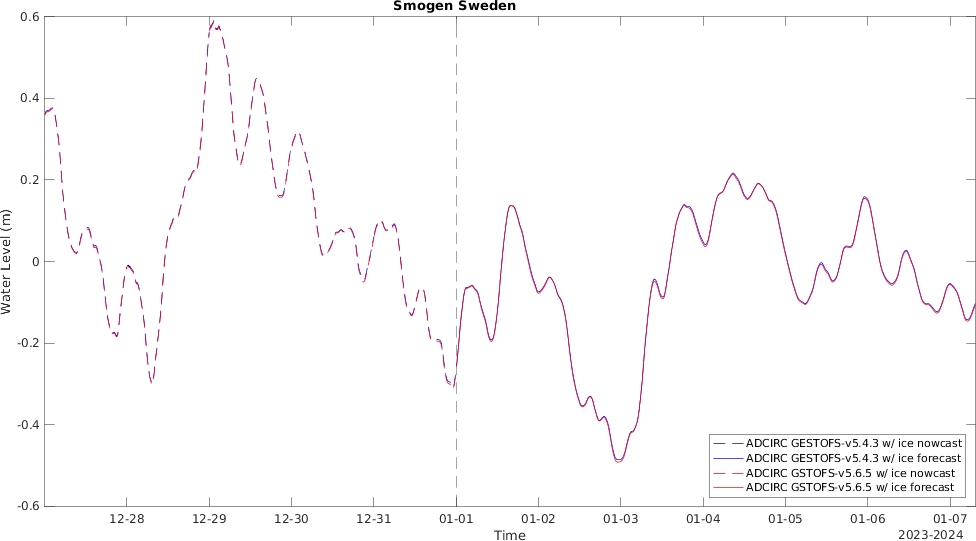 Smogen Sweden
Water Level (m)
0.6
0.4
0.2
0
-0.2
-0.4
-0.6
ADCIRC GESTOFS-v5.4.3 w/ ice nowcast
ADCIRC GESTOFS-v5.4.3 w/ ice forecast
ADCIRC GSTOFS-v5.6.5 w/ ice nowcast
ADCIRC GSTOFS-v5.6.5 w/ ice forecast
12-28 12-29 12-30 12-31 01-01 01-02 01-03 01-04 01-05 01-06 01-07
Time
2023-2024